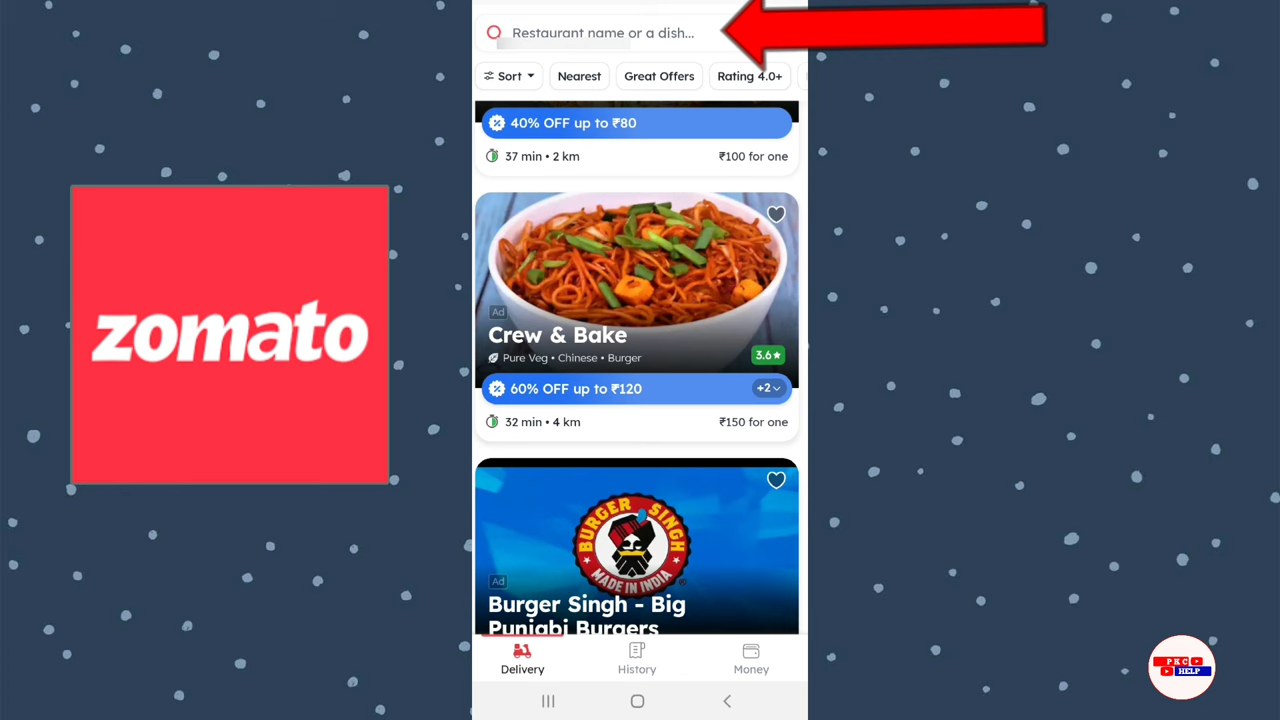 Restaurant name or a dish...
Sort
Nearest
Great Offers
Rating 4.0+
40% OFF up to ₹80
37 min • 2 km
₹100 for one
zomato
Ad
Crew & Bake
Pure Veg • Chinese • Burger
3.6★
60% OFF up to ₹120
+2
32 min • 4 km
₹150 for one
BURGER SINGH
MADE IN INDIA
Ad
Burger Singh - Big
Punjabi Burgers
Delivery
History
Money
PKC
HELP